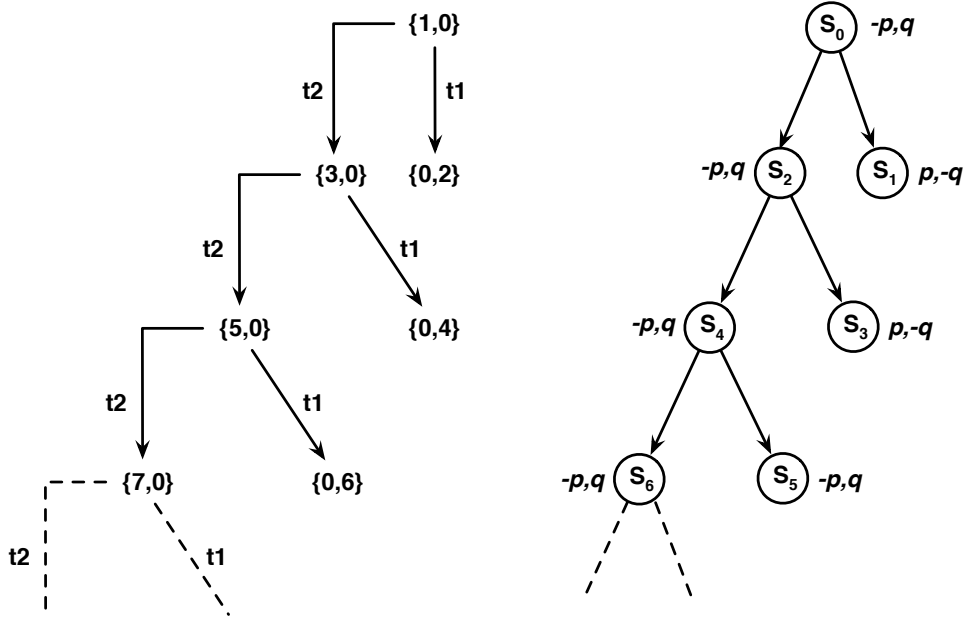 {1,0} S0 -p,q
t2 t1
{3,0} {0,2} -p,q S2 S1 p,-q
t2 t1
{5,0} {0,4} -p,q S4 S3 p,-q
t2 t1
{7,0} {0,6} -p,q S6 S5 -p,q
t2 t1